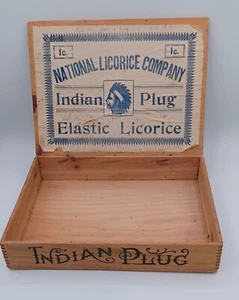 1c. 1c.
NATIONAL LICORICE COMPANY
Indian Plug
Elastic Licorice
INDIAN PLUG